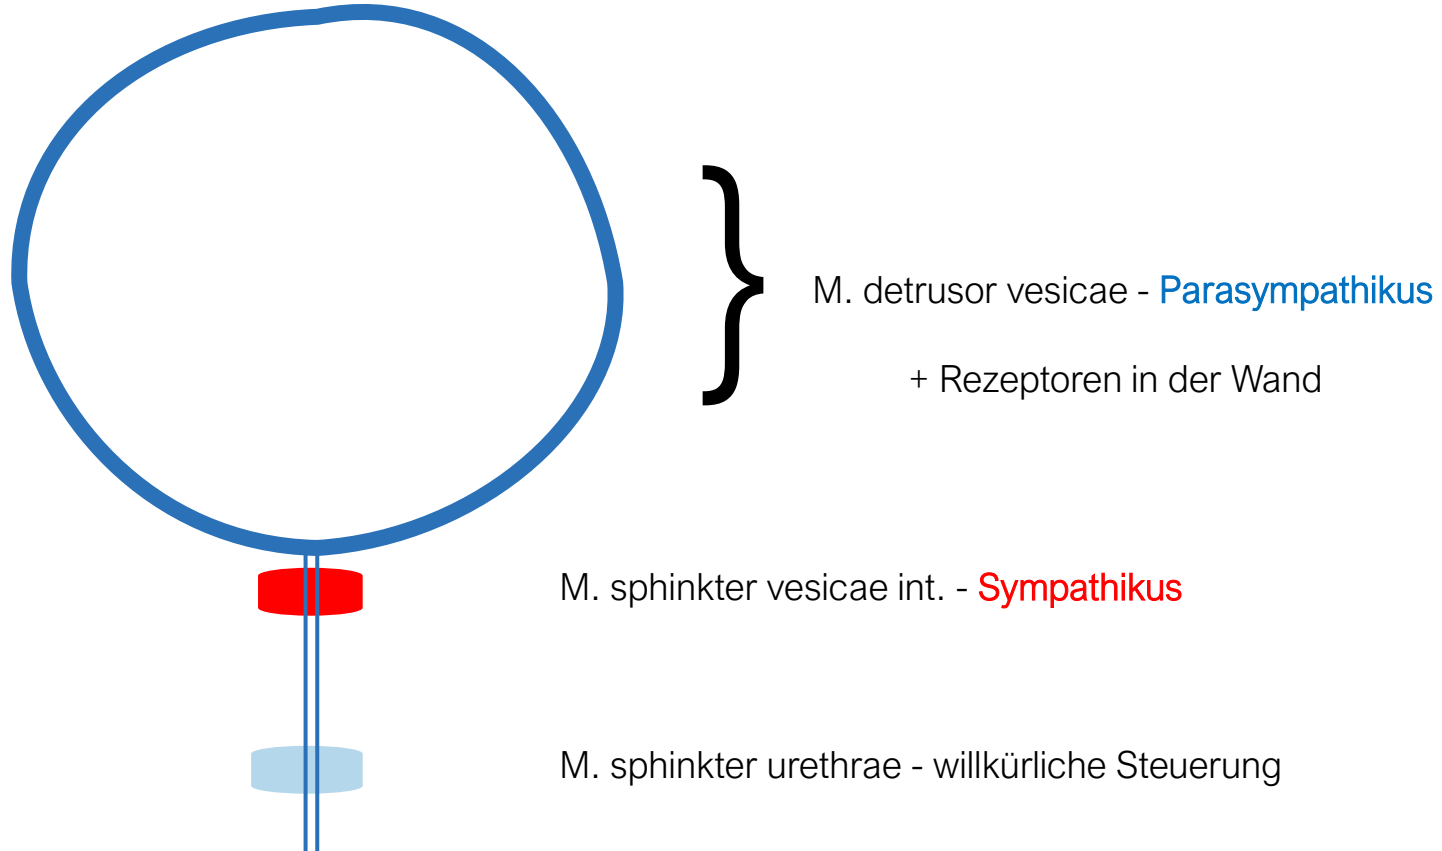 M. detrusor vesicae - Parasympathikus
+ Rezeptoren in der Wand
M. sphinkter vesicae int. - Sympathikus
M. sphinkter urethrae - willkürliche Steuerung